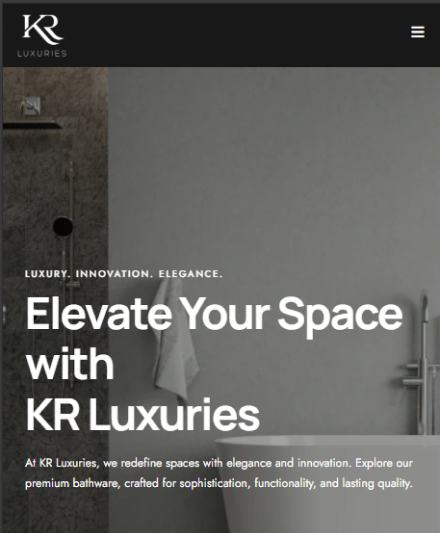 KR
LUXURIES
LUXURY. INNOVATION. ELEGANCE.
Elevate Your Space
with
KR Luxuries
At KR Luxuries, we redefine spaces with elegance and innovation. Explore our
premium bathware, crafted for sophistication, functionality, and lasting quality.